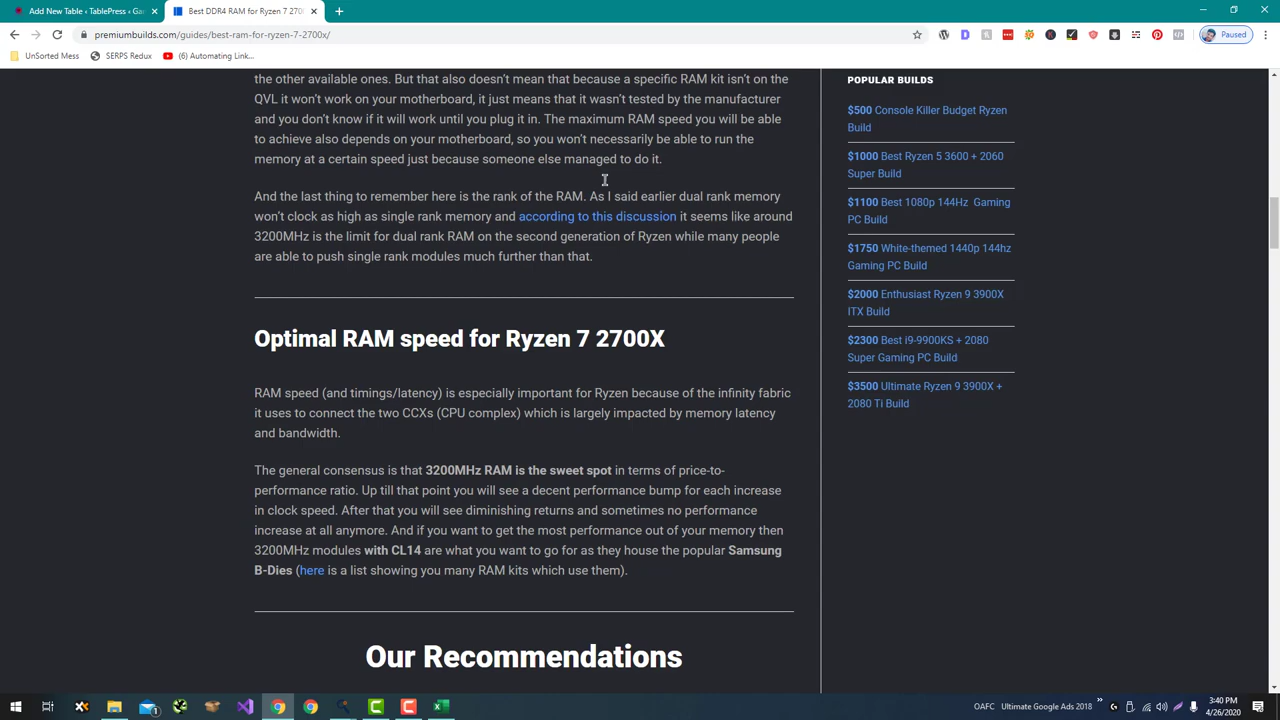 Add New Table ‹ TablePress ‹ Ga
Best DDR4 RAM for Ryzen 7 270
premiumbuilds.com/guides/best-ram-for-ryzen-7-2700x/
Paused
UnSorted Mess
SERPS Redux
(6) Automating Link...
the other available ones. But that also doesn't mean that because a specific RAM kit isn't on the
QVL it won't work on your motherboard, it just means that it wasn't tested by the manufacturer
and you don't know if it will work until you plug it in. The maximum RAM speed you will be able
to achieve also depends on your motherboard, so you won't necessarily be able to run the
memory at a certain speed just because someone else managed to do it.
And the last thing to remember here is the rank of the RAM. As I said earlier dual rank memory
won't clock as high as single rank memory and according to this discussion it seems like around
3200MHz is the limit for dual rank RAM on the second generation of Ryzen while many people
are able to push single rank modules much further than that.
Optimal RAM speed for Ryzen 7 2700X
RAM speed (and timings/latency) is especially important for Ryzen because of the infinity fabric
it uses to connect the two CCXs (CPU complex) which is largely impacted by memory latency
and bandwidth.
The general consensus is that 3200MHz RAM is the sweet spot in terms of price-to-
performance ratio. Up till that point you will see a decent performance bump for each increase
in clock speed. After that you will see diminishing returns and sometimes no performance
increase at all anymore. And if you want to get the most performance out of your memory then
3200MHz modules with CL14 are what you want to go for as they house the popular Samsung
B-Dies (here is a list showing you many RAM kits which use them).
Our Recommendations
POPULAR BUILDS
$500 Console Killer Budget Ryzen
Build
$1000 Best Ryzen 5 3600 + 2060
Super Build
$1100 Best 1080p 144Hz Gaming
PC Build
$1750 White-themed 1440p 144hz
Gaming PC Build
$2000 Enthusiast Ryzen 9 3900X
ITX Build
$2300 Best i9-9900KS + 2080
Super Gaming PC Build
$3500 Ultimate Ryzen 9 3900X +
2080 Ti Build
OAFC
Ultimate Google Ads 2018
3:40 PM
4/26/2020